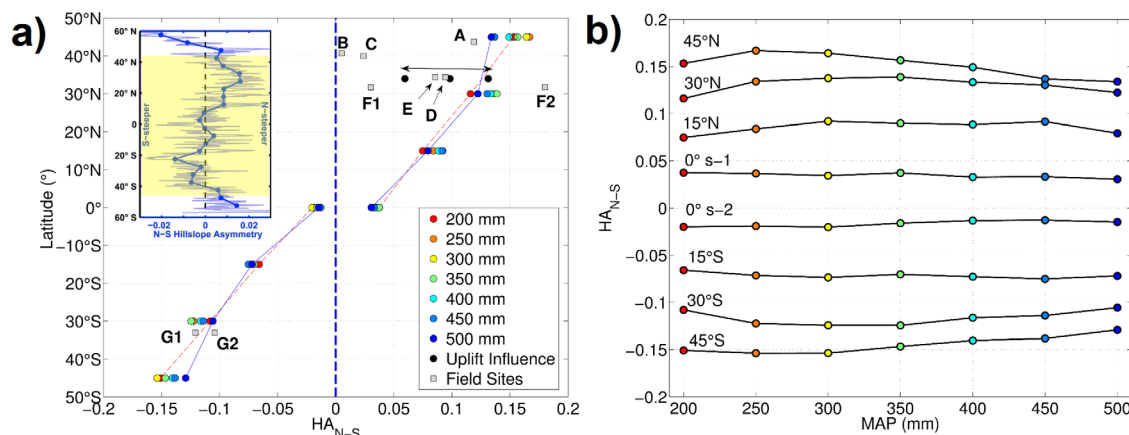 a)
50°N
40°N
30°N
20°N
10°N
0°
−10°S
20°S
30°S
40°S
50°S
Latitude (°)
−0.2
−0.15
−0.1
−0.05
0
0.05
0.1
0.15
0.2
HA N−S
60° N
40
20
0
20 S
40 S
60° S
−0.02
0
0.02
N−S Hillslope Asymmetry
S−steeper
N−steeper
B
C
A
F1
E
D
F2
G1
G2
200 mm
250 mm
300 mm
350 mm
400 mm
450 mm
500 mm
Uplift Influence
Field Sites
b)
0.2
0.15
0.1
0.05
0
−0.05
−0.1
−0.15
−0.2
HA N−S
45°N
30°N
15°N
0° s−1
0° s−2
15°S
30°S
45°S
200
250
300
350
400
450
500
MAP (mm)